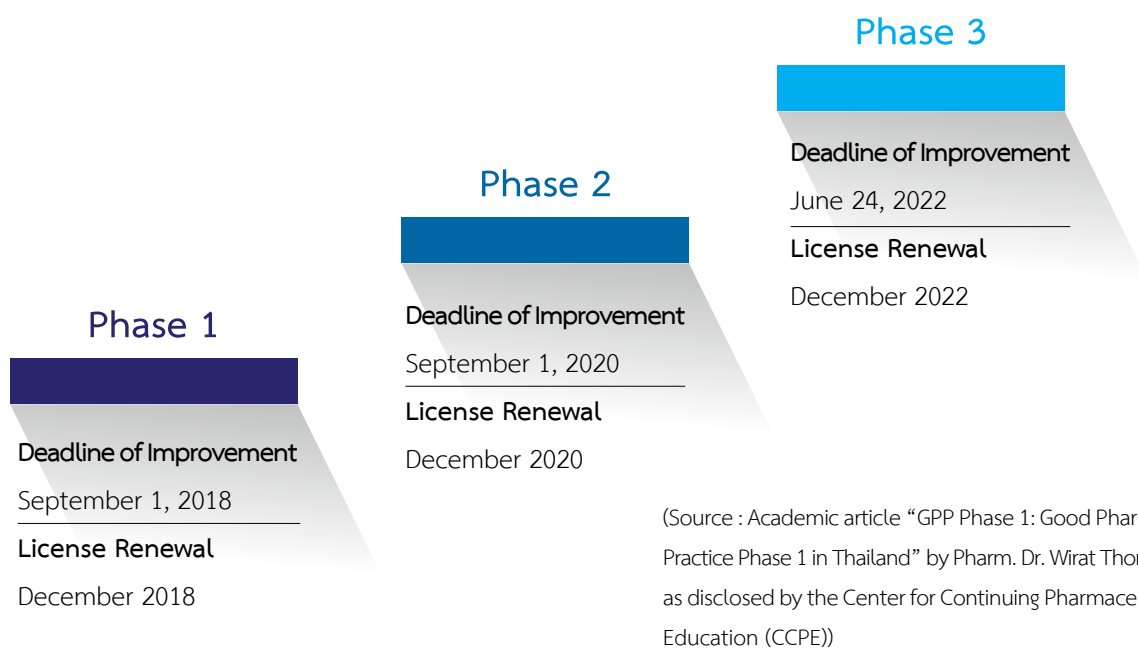 Phase 1
Deadline of Improvement
September 1, 2018
License Renewal
December 2018
Phase 2
Deadline of Improvement
September 1, 2020
License Renewal
December 2020
Phase 3
Deadline of Improvement
June 24, 2022
License Renewal
December 2022
(Source : Academic article “GPP Phase 1: Good Phar
Practice Phase 1 in Thailand” by Pharm. Dr. Wirat
as disclosed by the Center for Continuing Pharmace
Education (CCPE))